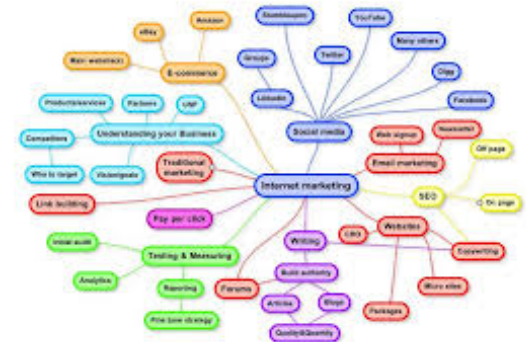 Stumbleupon
YouTube
Amazon
eBay
Many others
Groups
Twitter
Main website(s)
E-commerce
Digg
LinkedIn
Facebook
Products/services
Partners
USP
Social media
Web signup
Newsletter
Competitors
Understanding your Business
Off page
Traditional
marketing
Email marketing
Who to target
Vision/goals
Internet marketing
SEO
On page
Link building
Pay per click
Websites
CRO
Initial audit
Writing
Copywriting
Testing & Measuring
Build authority
Analytics
Reporting
Forums
Micro sites
Articles
Blogs
Packages
Fine tune strategy
Quality/Quantity